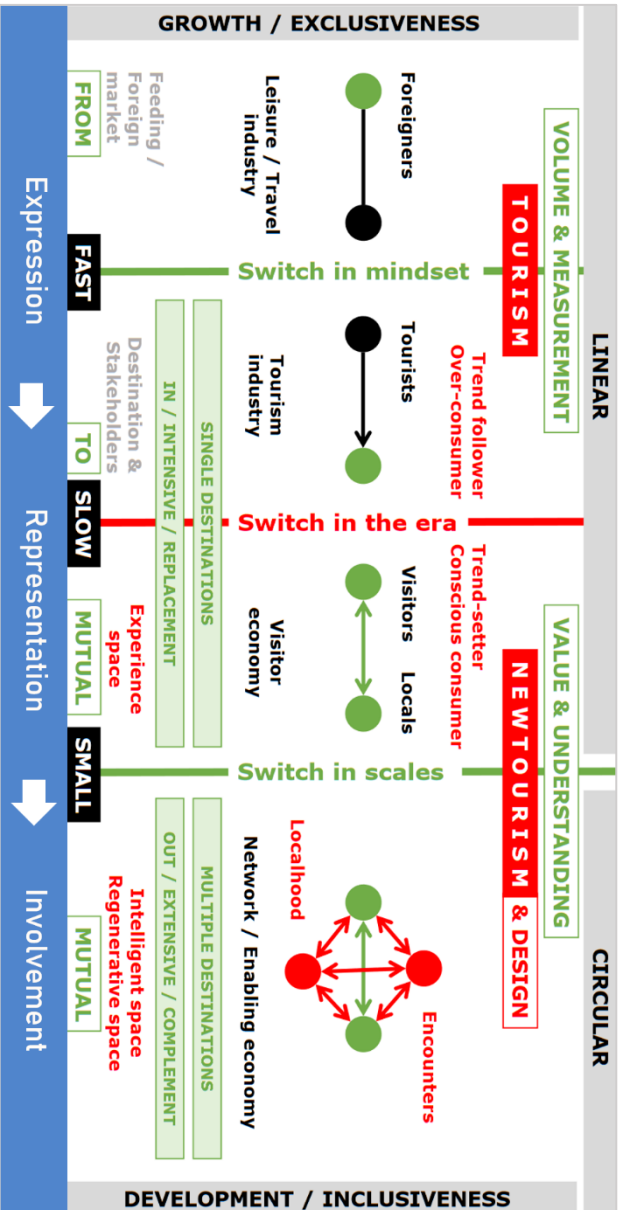 LINEAR
CIRCULAR
VOLUME & MEASUREMENT
VALUE & UNDERSTANDING
TOURISM
NEWTOURISM & DESIGN
GROWTH / EXCLUSIVENESS
DEVELOPMENT / INCLUSIVENESS
Trend follower
Over-consumer
Trend-setter
Conscious consumer
Foreigners
Tourists
Visitors
Locals
Encounters
Localhood
Switch in mindset
Switch in the era
Switch in scales
Leisure / Travel
industry
Tourism
industry
Visitor
economy
Network / Enabling economy
SINGLE DESTINATIONS
MULTIPLE DESTINATIONS
IN / INTENSIVE / REPLACEMENT
OUT / EXTENSIVE / COMPLEMENT
Feeding /
Foreign
market
Destination &
Stakeholders
Experience
space
Intelligent space
Regenerative space
FROM
FAST
TO
SLOW
MUTUAL
SMALL
MUTUAL
Expression
Representation
Involvement